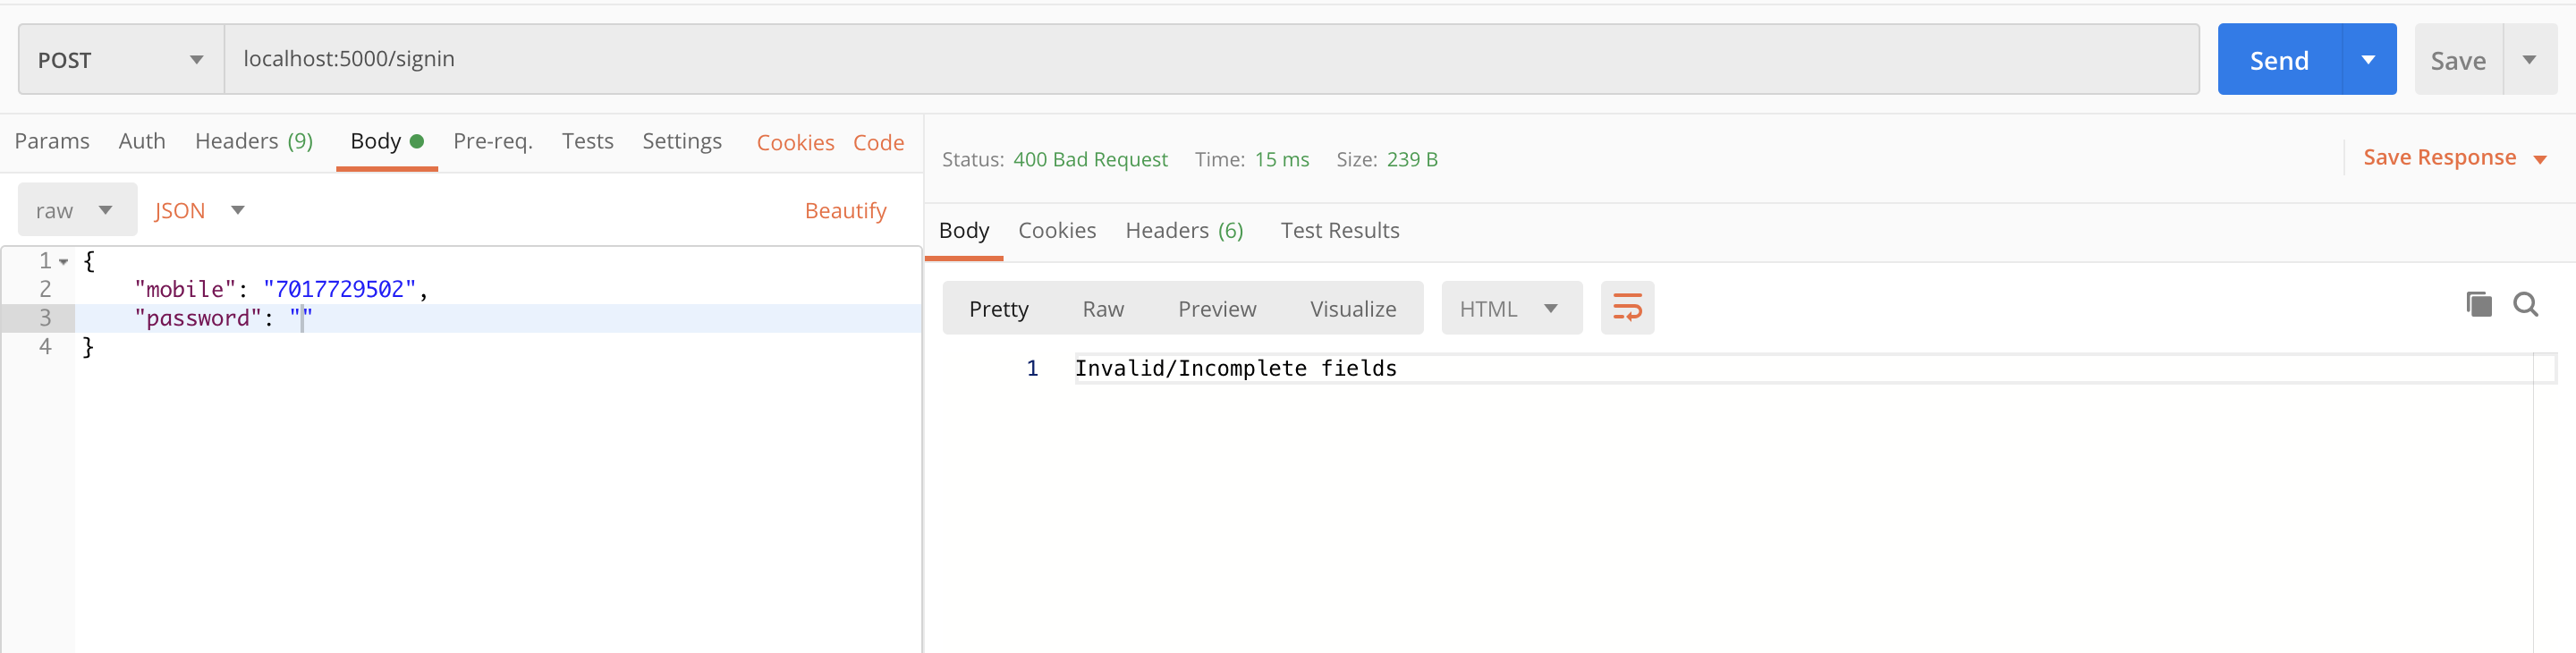 POST localhost:5000/signin Send Save
Params Auth Headers (9) Body Pre-req. Tests Settings Cookies Code
raw JSON Beautify
1 {
2 "mobile": "7017729502",
3 "password": ""
4 }
Status: 400 Bad Request Time: 15 ms Size: 239 B Save Response
Body Cookies Headers (6) Test Results
Pretty Raw Preview Visualize HTML
1 Invalid/Incomplete fields